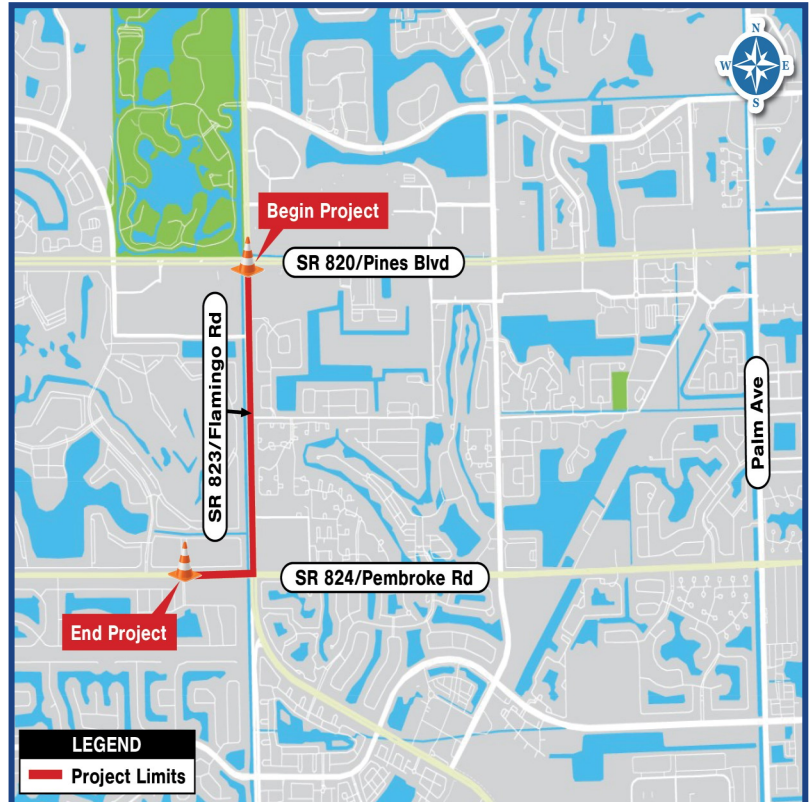 N
W
E
S
Begin Project
SR 820/Pines Blvd
SR 823/Flamingo Rd
Palm Ave
SR 824/Pembroke Rd
End Project
LEGEND
Project Limits